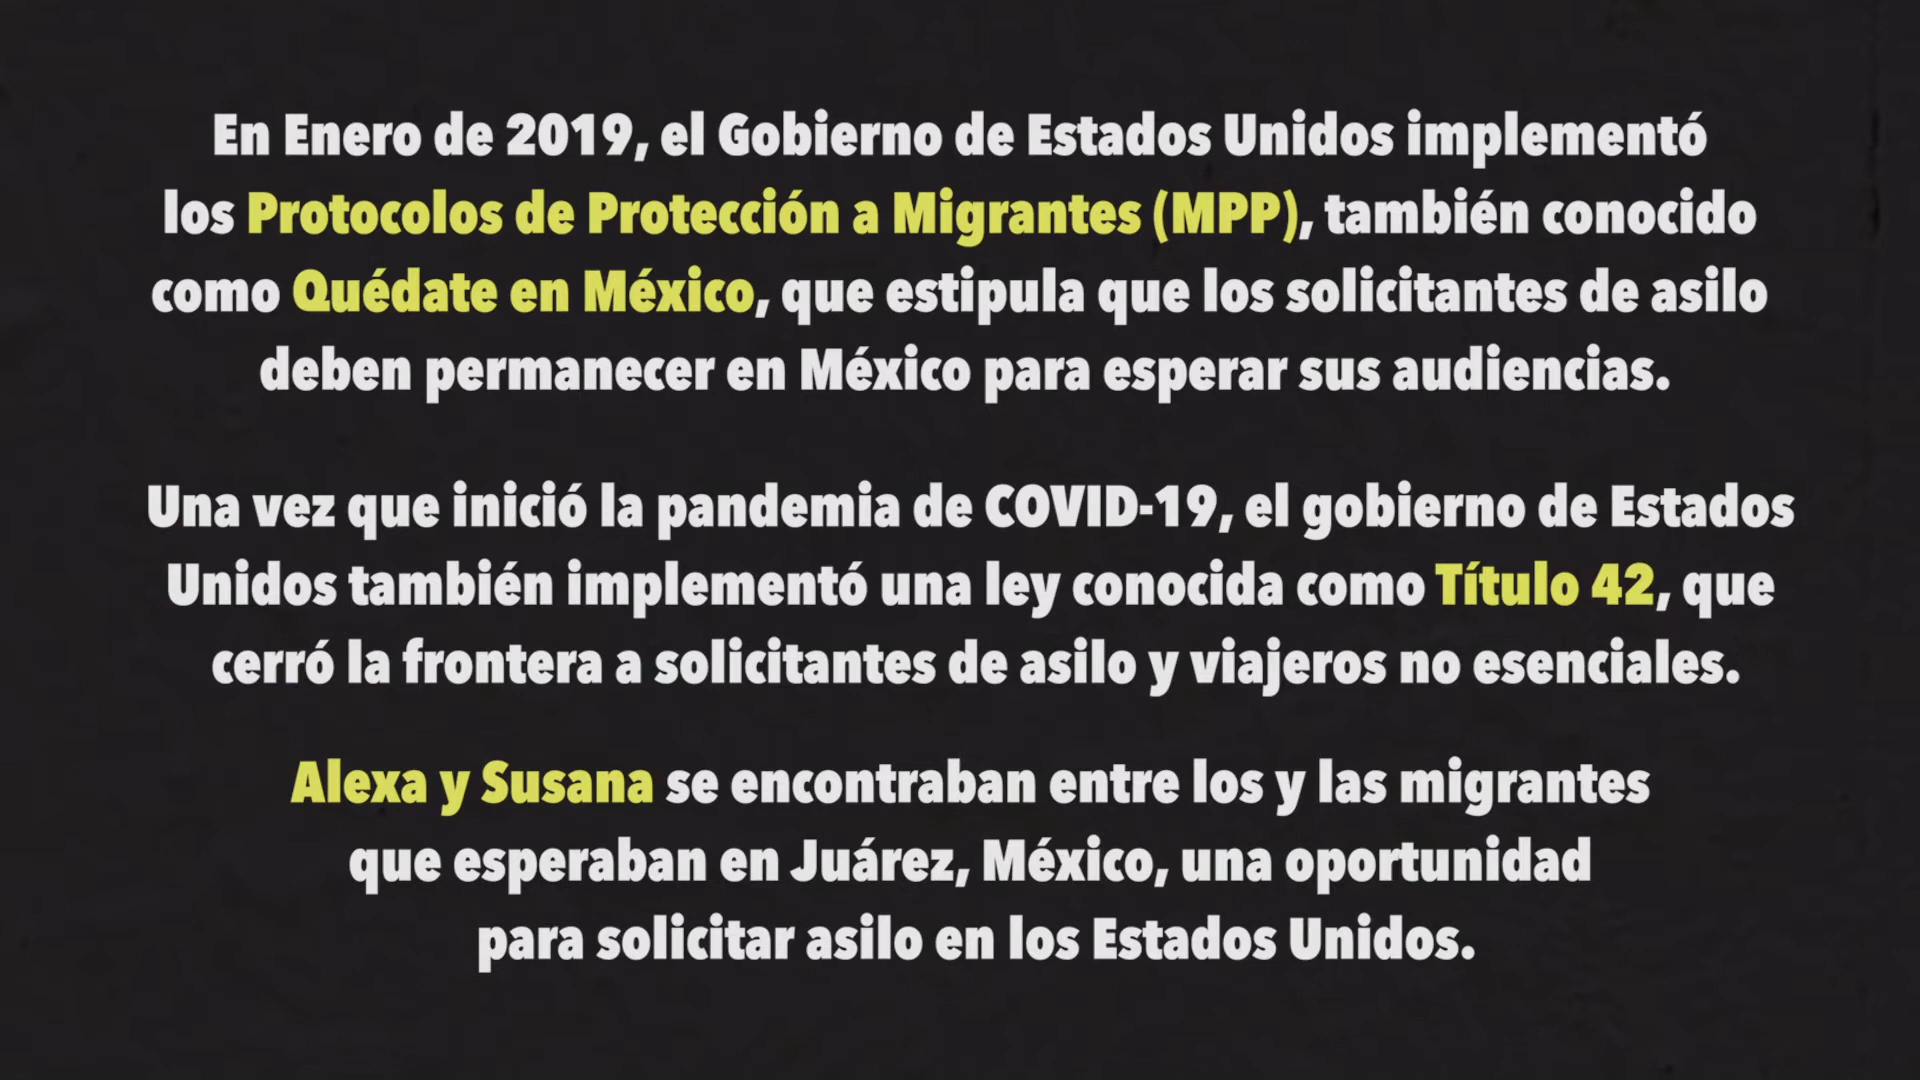 En Enero de 2019, el Gobierno de Estados Unidos implementó
los Protocolos de Protección a Migrantes (MPP), también conocido
como Quédate en México, que estipula que los solicitantes de asilo
deben permanecer en México para esperar sus audiencias.
Una vez que inició la pandemia de COVID-19, el gobierno de Estados
Unidos también implementó una ley conocida como Título 42, que
cerró la frontera a solicitantes de asilo y viajeros no esenciales.
Alexa y Susana se encontraban entre los y las migrantes
que esperaban en Juárez, México, una oportunidad
para solicitar asilo en los Estados Unidos.